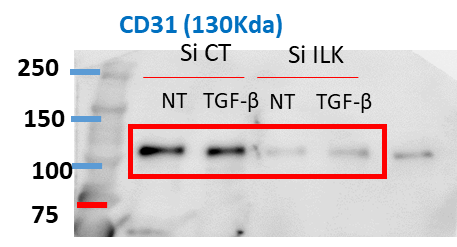 CD31 (130Kda)
Si CT Si ILK
250
NT TGF-β NT TGF-β
150
100
75